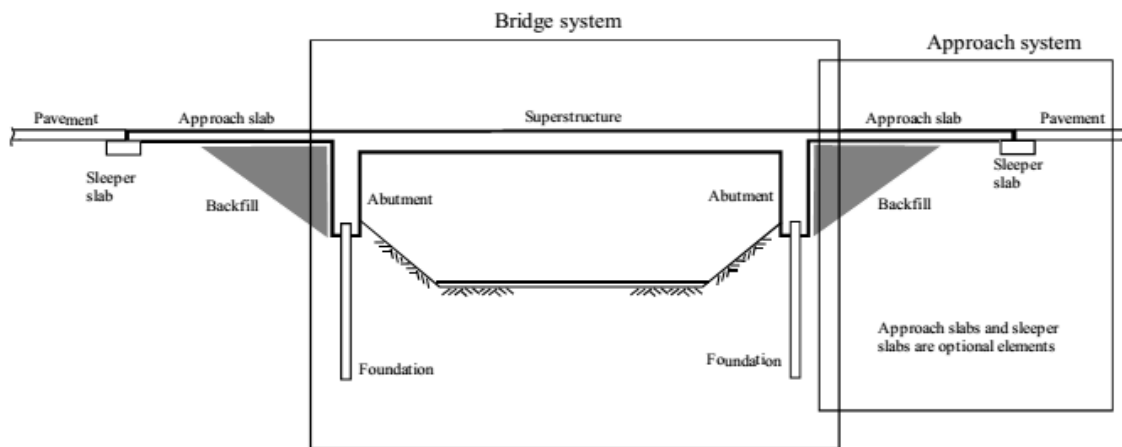 Bridge system
Approach system
Pavement
Approach slab
Superstructure
Approach slab
Pavement
Sleeper
slab
Backfill
Abutment
Abutment
Backfill
Sleeper
slab
Foundation
Foundation
Approach slabs and sleeper
slabs are optional elements